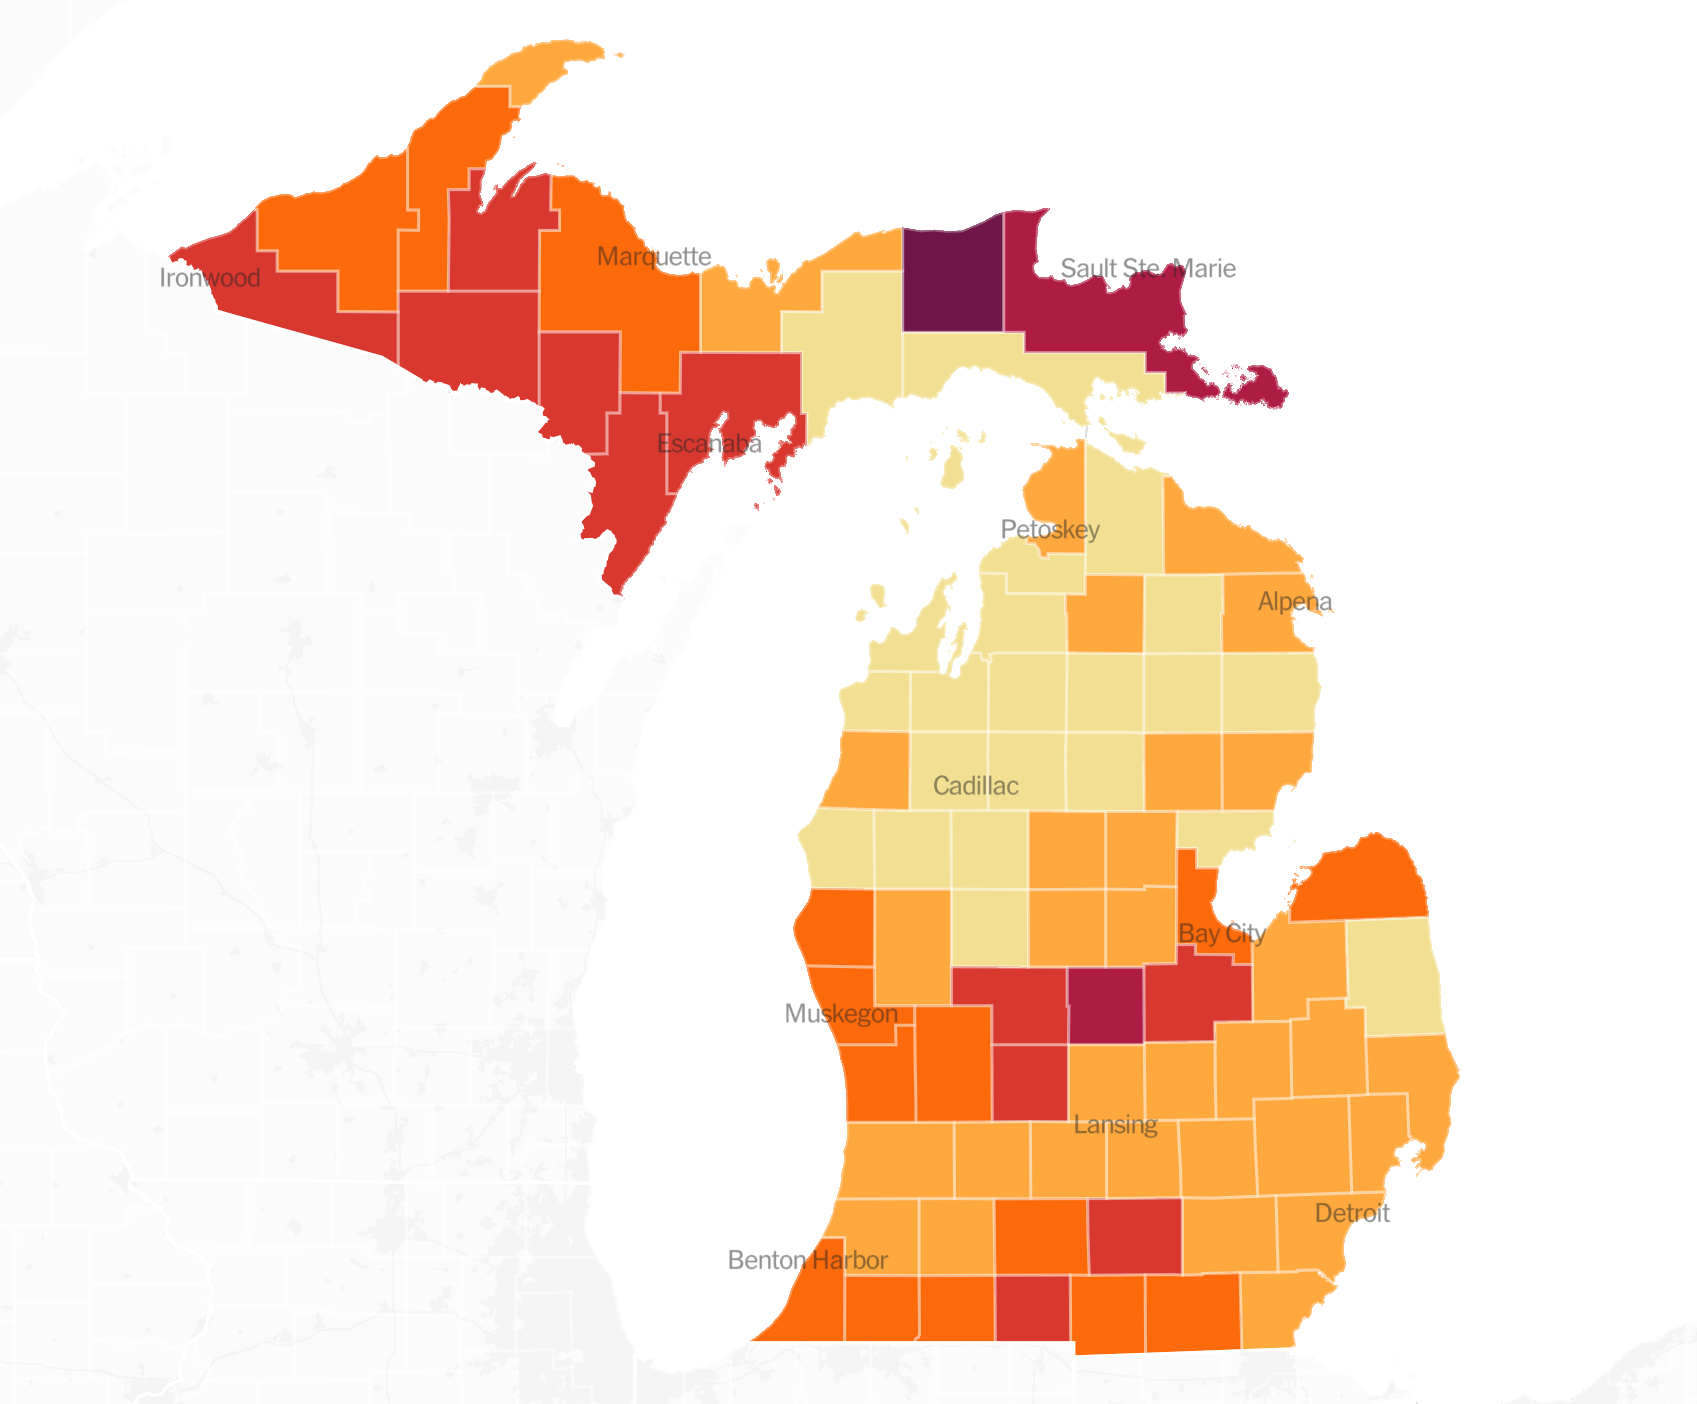 Marquette
Sault Ste. Marie
Ironwood
Escanaba
Petoskey
Alpena
Cadillac
Bay City
Muskegon
Lansing
Detroit
Benton Harbor